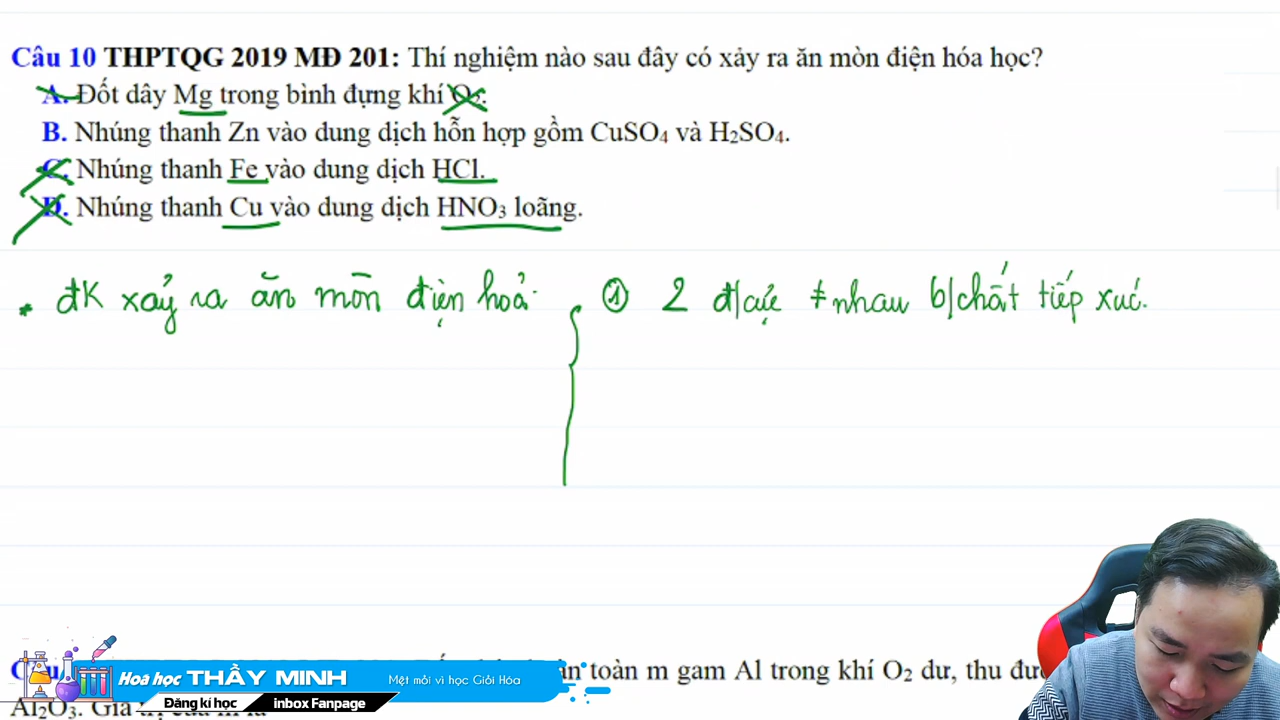 Câu 10 THPTQG 2019 MĐ 201: Thí nghiệm nào sau đây có xảy ra ăn mòn điện hóa học?
A. Đốt dây Mg trong bình đựng khí O₂.
B. Nhúng thanh Zn vào dung dịch hỗn hợp gồm CuSO₄ và H₂SO₄.
C. Nhúng thanh Fe vào dung dịch HCl.
D. Nhúng thanh Cu vào dung dịch HNO₃ loãng.
* đK xảy ra ăn mòn điện hoả. ① 2 đ/cực ≠ nhau b/chất tiếp xúc.
toàn m gam Al trong khí O₂ dư, thu
Al₂O₃.
Hoá học THẦY MINH
Mệt mỏi vì học Giỏi Hóa
Đăng kí học inbox Fanpage